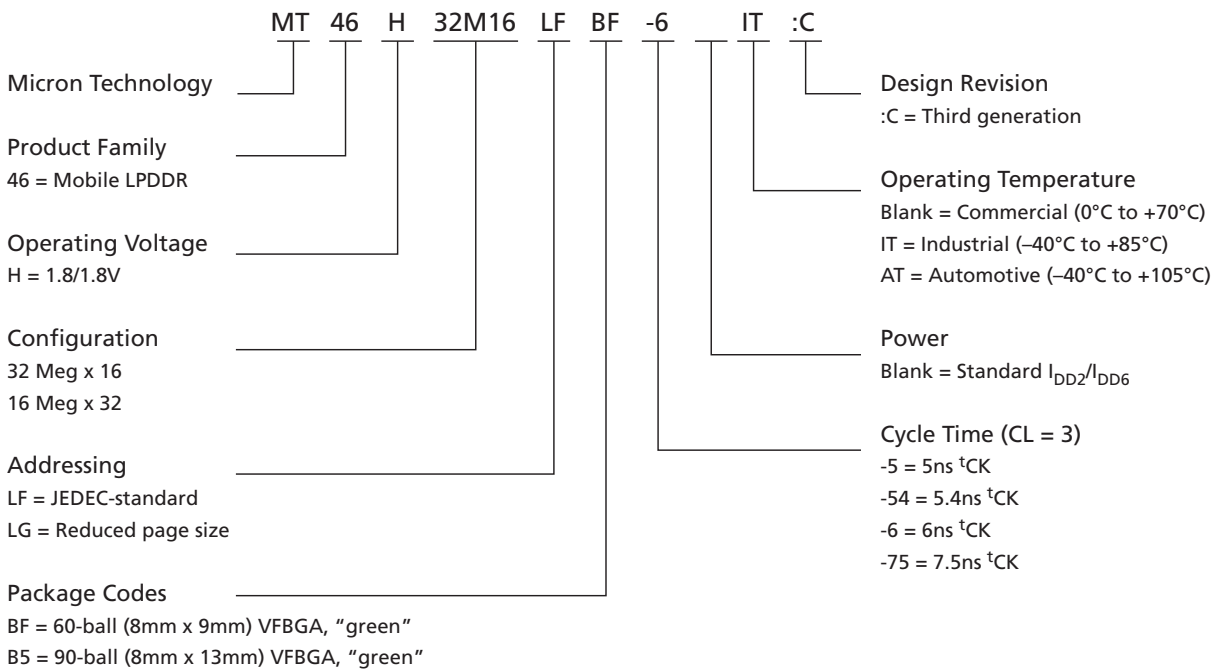 MT 46 H 32M16 LF BF -6 IT :C
Micron Technology
Product Family
46 = Mobile LPDDR
Operating Voltage
H = 1.8/1.8V
Configuration
32 Meg x 16
16 Meg x 32
Addressing
LF = JEDEC-standard
LG = Reduced page size
Package Codes
BF = 60-ball (8mm x 9mm) VFBGA, “green”
B5 = 90-ball (8mm x 13mm) VFBGA, “green”
Design Revision
:C = Third generation
Operating Temperature
Blank = Commercial (0°C to +70°C)
IT = Industrial (–40°C to +85°C)
AT = Automotive (–40°C to +105°C)
Power
Blank = Standard IDD2/IDD6
Cycle Time (CL = 3)
-5 = 5ns tCK
-54 = 5.4ns tCK
-6 = 6ns tCK
-75 = 7.5ns tCK